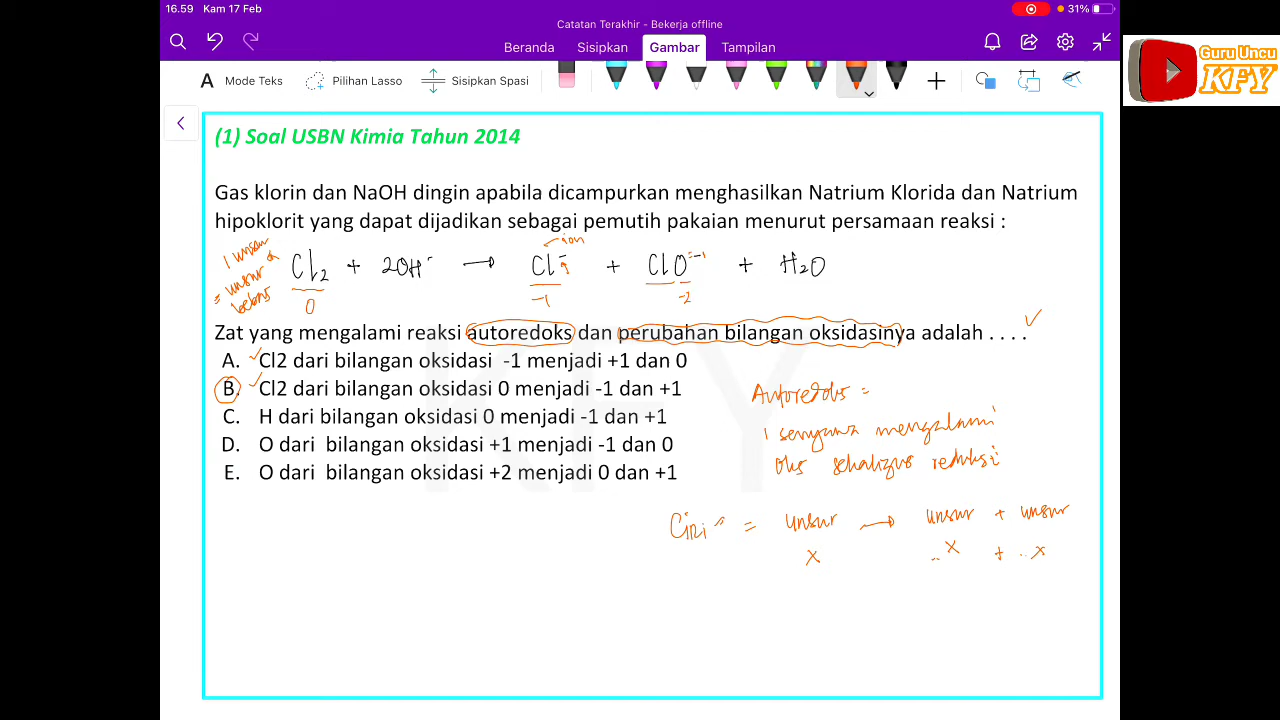 16.59 Kam 17 Feb
31%
Catatan Terakhir - Bekerja offline
Beranda Sisipkan Gambar Tampilan
Mode Teks Pilihan Lasso Sisipkan Spasi
Guru Uncu
KFY
(1) Soal USBN Kimia Tahun 2014
Gas klorin dan NaOH dingin apabila dicampurkan menghasilkan Natrium Klorida dan Natrium
hipoklorit yang dapat dijadikan sebagai pemutih pakaian menurut persamaan reaksi :
1 unsur
= unsur
bebas
ion
Cl₂ + 2OH⁻ → Cl⁻ + ClO⁻ + H₂O
=-1
0 -1 -2
Zat yang mengalami reaksi autoredoks dan perubahan bilangan oksidasinya adalah . . . .
A. Cl2 dari bilangan oksidasi -1 menjadi +1 dan 0
B. Cl2 dari bilangan oksidasi 0 menjadi -1 dan +1
C. H dari bilangan oksidasi 0 menjadi -1 dan +1
D. O dari bilangan oksidasi +1 menjadi -1 dan 0
E. O dari bilangan oksidasi +2 menjadi 0 dan +1
Autoredoks =
1 senyawa mengalami
oks sekaligus reduksi
Ciri" = unsur → unsur + unsur
x ..x + ..x